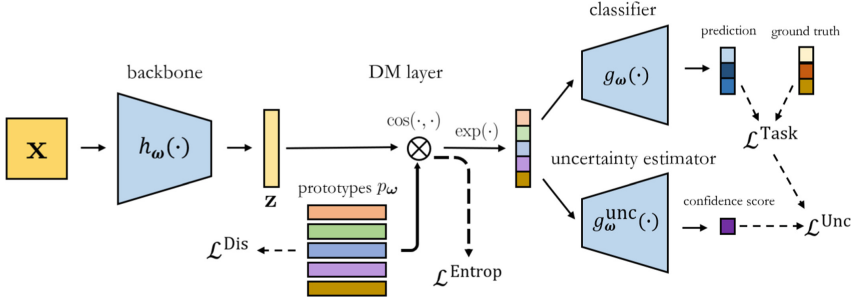 classifier
prediction
ground truth
backbone
DM layer
g_ω(·)
cos(·,·)
exp(·)
x
h_ω(·)
ℒ^Task
uncertainty estimator
z
prototypes p_ω
confidence score
g_ω^unc(·)
ℒ^Dis
ℒ^Unc
ℒ^Entrop